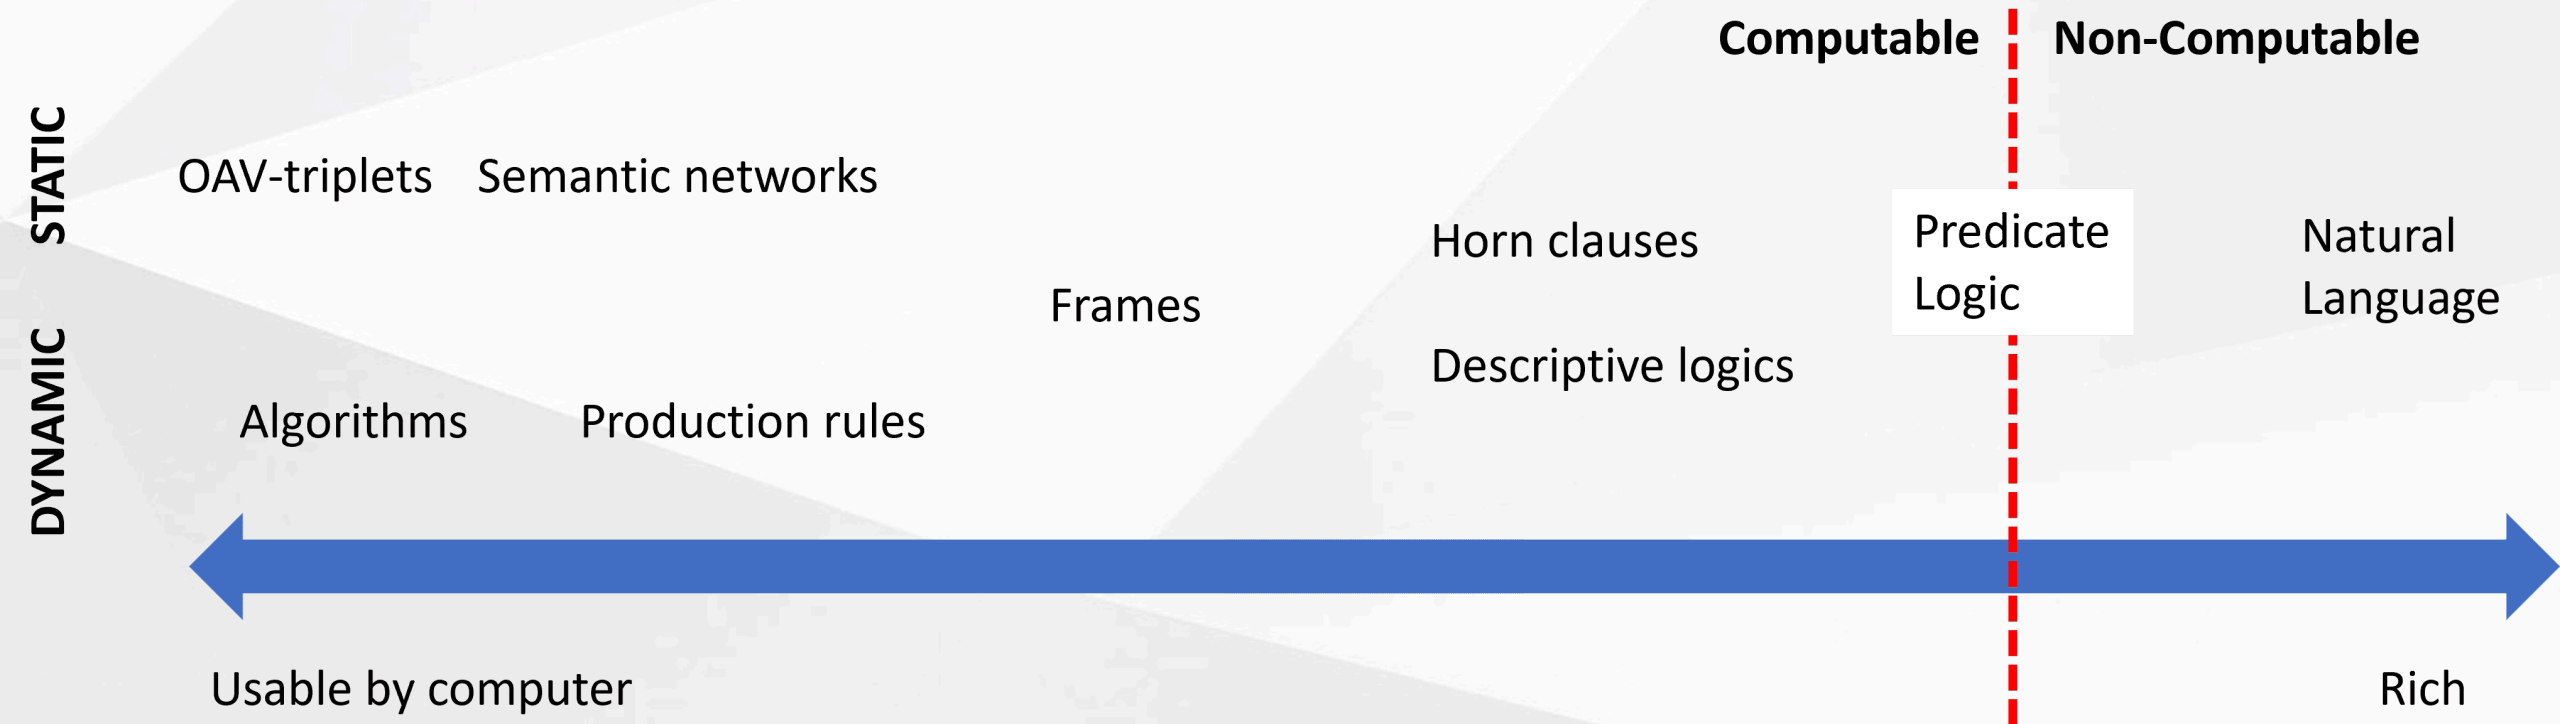 Computable
Non-Computable
STATIC
OAV-triplets
Semantic networks
Horn clauses
Predicate
Logic
Natural
Language
Frames
DYNAMIC
Descriptive logics
Algorithms
Production rules
Usable by computer
Rich